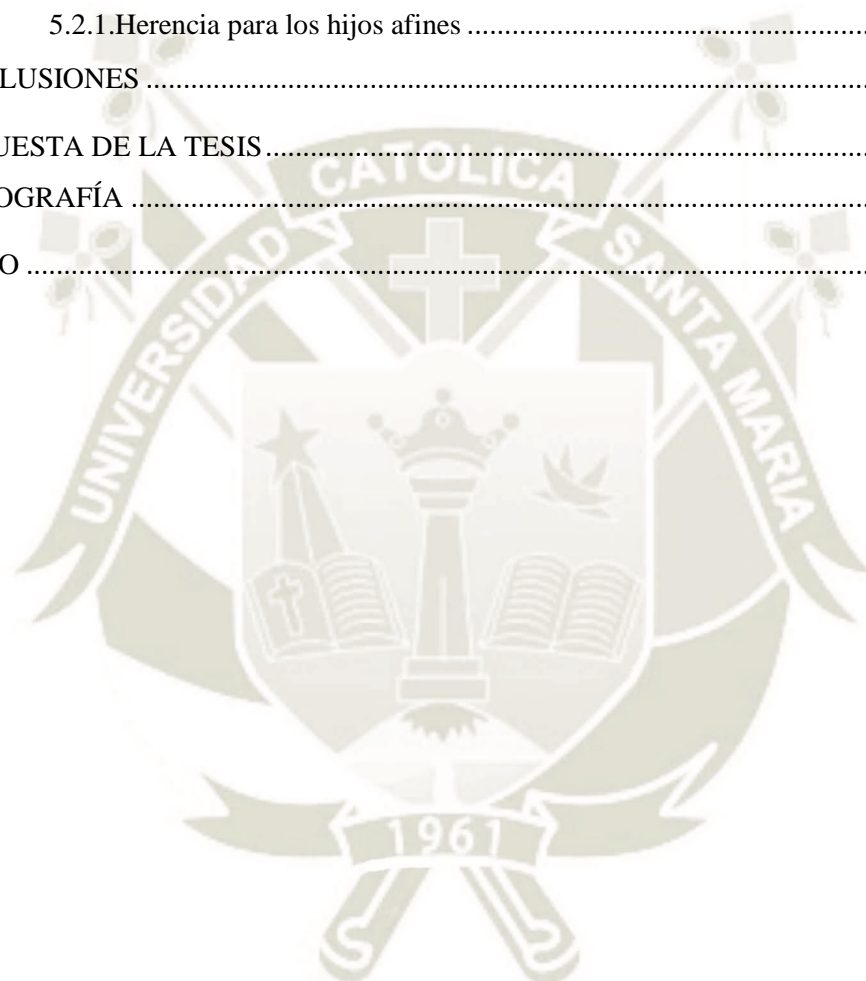 5.2.1.Herencia para los hijos afines ........................................................................
LUSIONES ........................................................................
UESTA DE LA TESIS ........................................................................
OGRAFÍA ........................................................................
O ........................................................................
UNIVERSIDAD CATOLICA SANTA MARIA
1961